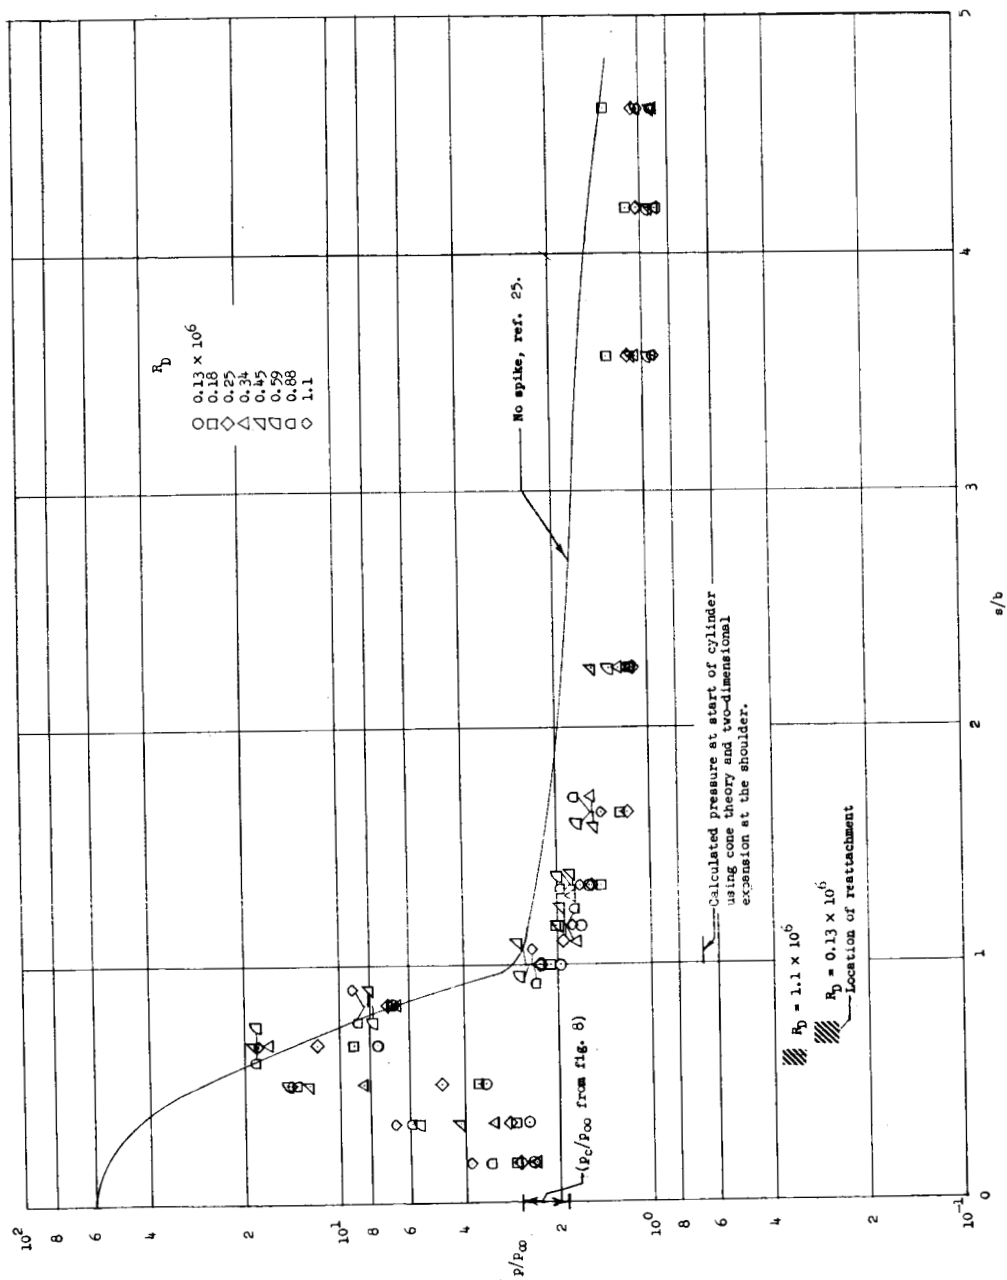 R_D
0.13 × 10^6
0.18
0.25
0.34
0.45
0.59
0.88
1.1
No spike, ref. 25.
Calculated pressure at start of cylinder
using cone theory and two-dimensional
expansion at the shoulder.
(p_c/p_∞ from fig. 8)
R_D = 1.1 × 10^6
R_D = 0.13 × 10^6
Location of reattachment
p/p_∞
10^2
6
4
2
10^1
8
6
4
2
10^0
6
4
2
10^-1
0
1
2
3
4
5
s/b